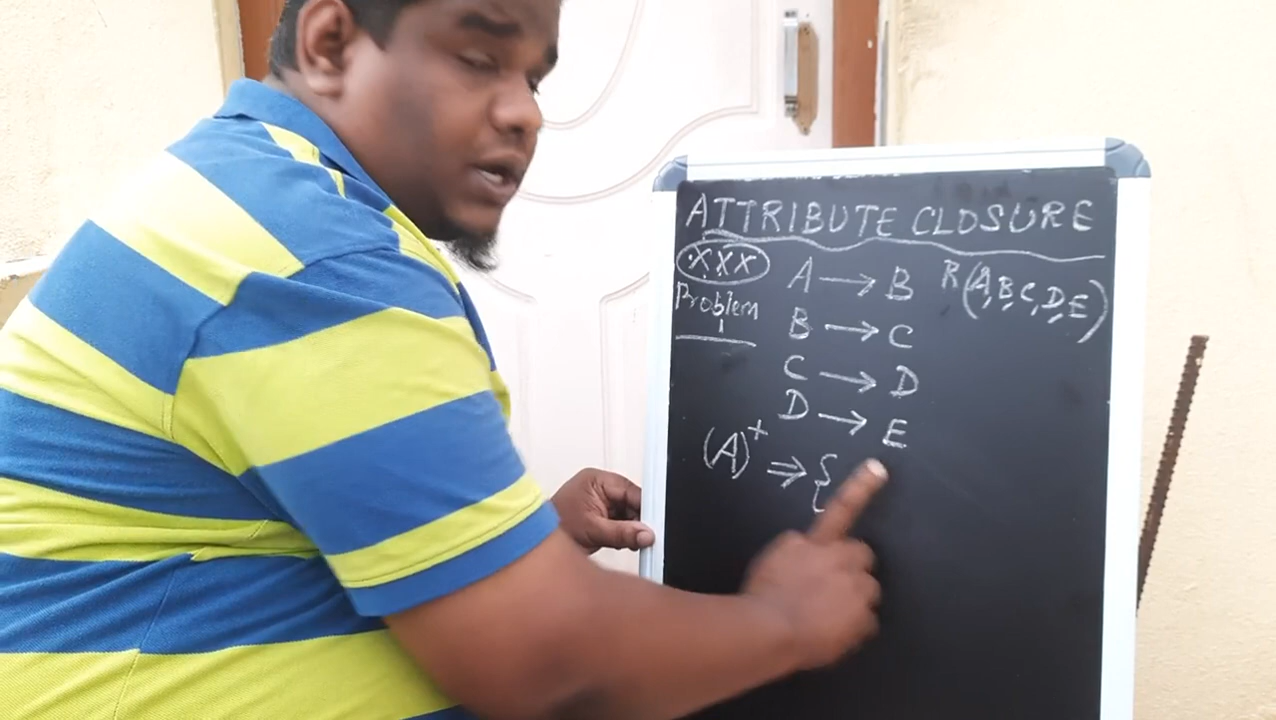 ATTRIBUTE CLOSURE
XXX
Problem
1
A → B
B → C
C → D
D → E
R(A,B,C,D,E)
(A)⁺ ⇒ {